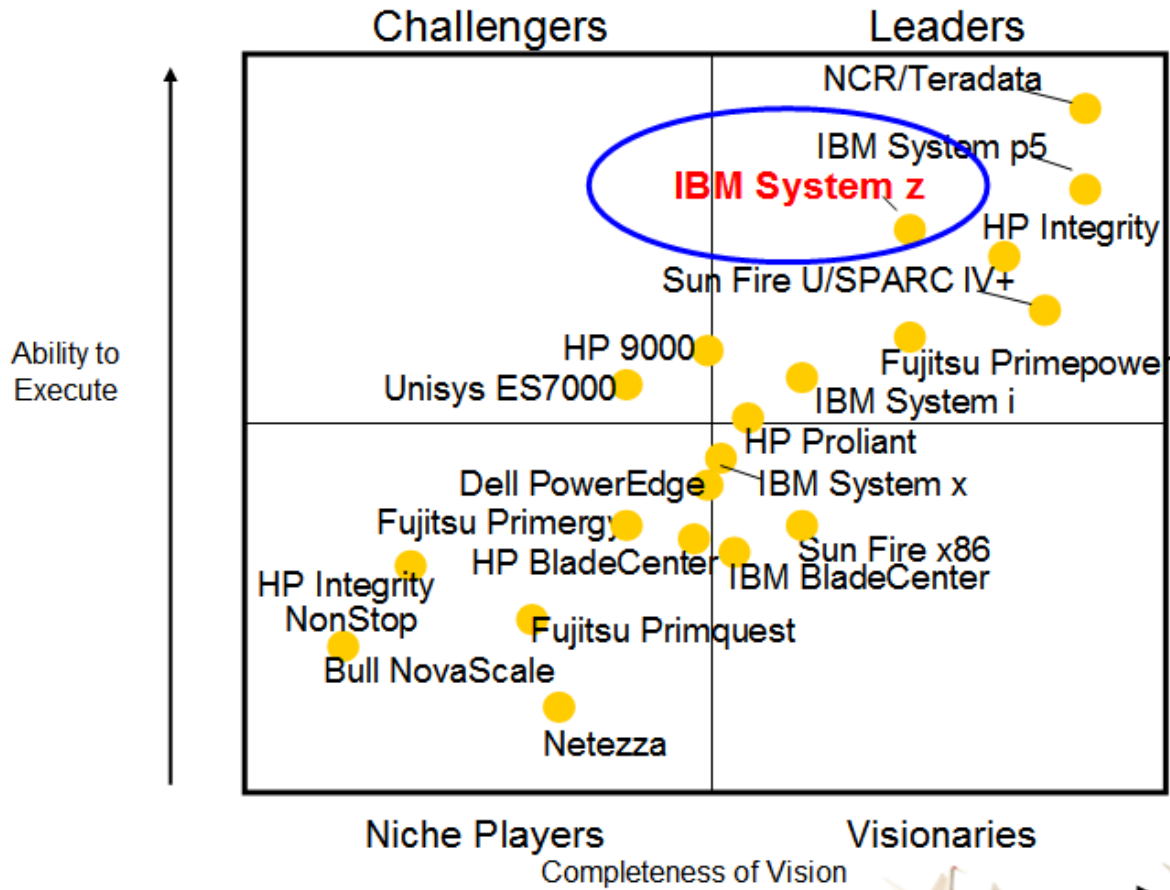 Challengers
Leaders
NCR/Teradata
IBM System p5
IBM System z
HP Integrity
Sun Fire U/SPARC IV+
Ability to
Execute
HP 9000
Fujitsu Primepower
Unisys ES7000
IBM System i
HP Proliant
Dell PowerEdge
IBM System x
Fujitsu Primergy
Sun Fire x86
HP BladeCenter
IBM BladeCenter
HP Integrity
NonStop
Fujitsu Primquest
Bull NovaScale
Netezza
Niche Players
Visionaries
Completeness of Vision